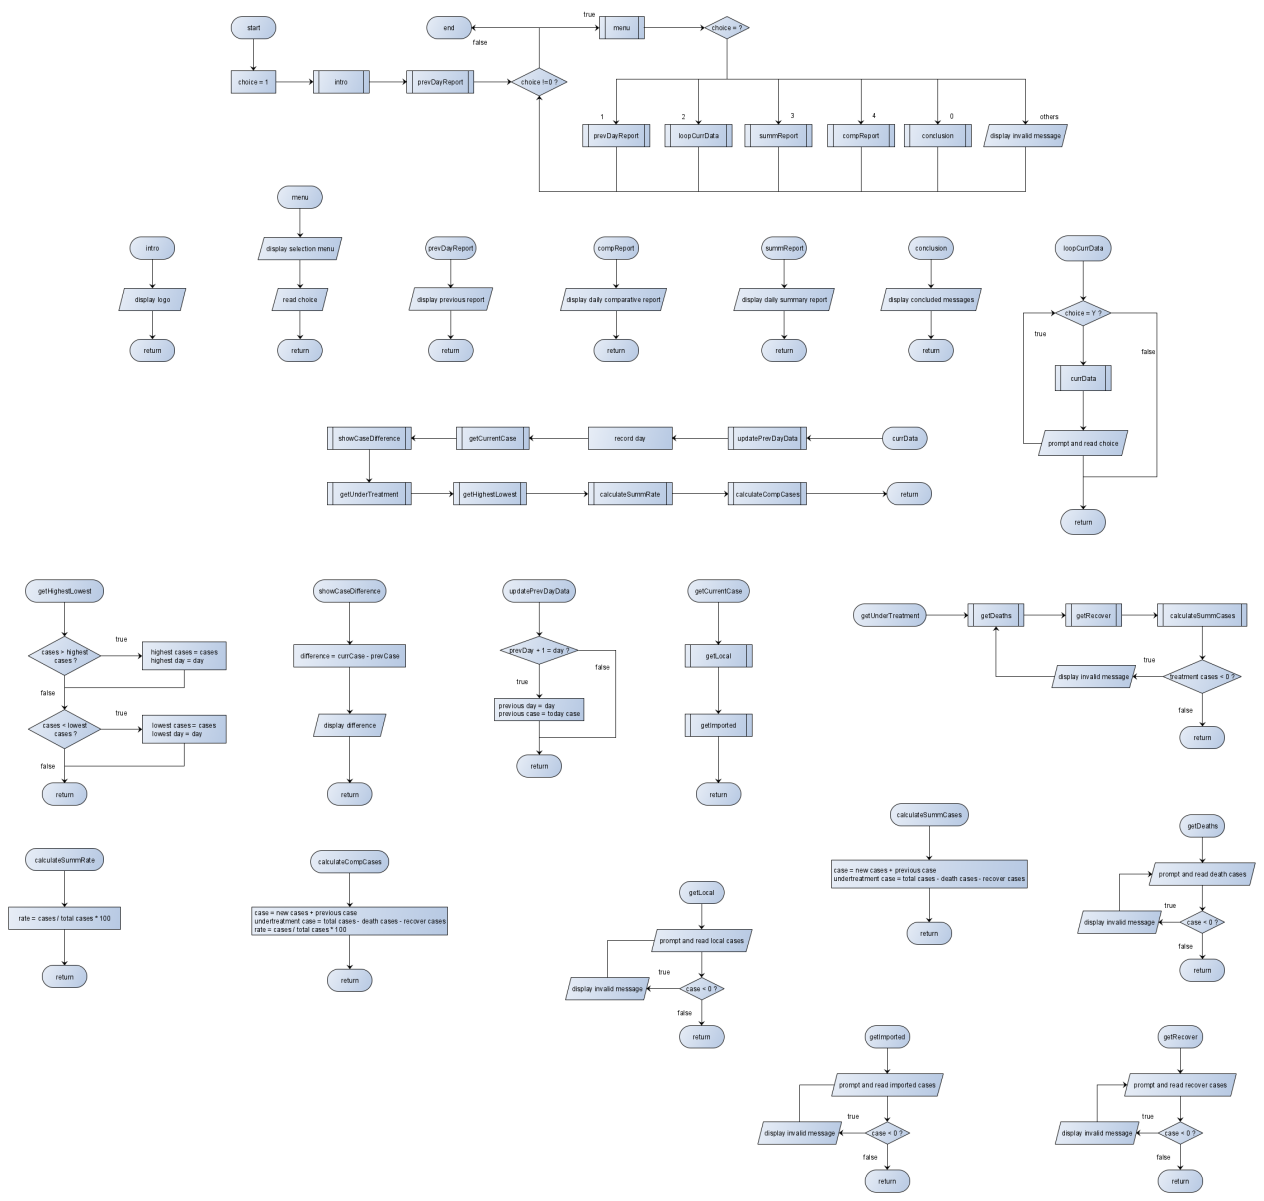 start
end
true
menu
choice = ?
false
choice = 1
intro
prevDayReport
choice !=0 ?
1
2
3
4
0
others
prevDayReport
loopCurrData
summReport
compReport
conclusion
display invalid message
menu
display selection menu
read choice
return
intro
display logo
return
prevDayReport
display previous report
return
compReport
display daily comparative report
return
summReport
display daily summary report
return
conclusion
display concluded messages
return
loopCurrData
choice = Y ?
true
false
currData
prompt and read choice
return
showCaseDifference
getCurrentCase
record day
updatePrevDayData
currData
getUnderTreatment
getHighestLowest
calculateSummRate
calculateCompCases
return
getHighestLowest
cases > highest
cases ?
true
highest cases = cases
highest day = day
false
cases < lowest
cases ?
true
lowest cases = cases
lowest day = day
false
return
showCaseDifference
difference = currCase - prevCase
display difference
return
updatePrevDayData
prevDay + 1 = day ?
false
true
previous day = day
previous case = today case
return
getCurrentCase
getLocal
getImported
return
getUnderTreatment
getDeaths
getRecover
calculateSummCases
true
display invalid message
treatment cases < 0 ?
false
return
calculateSummRate
rate = cases / total cases * 100
return
calculateCompCases
case = new cases + previous case
undertreatment case = total cases - death cases - recover cases
rate = cases / total cases * 100
return
getLocal
prompt and read local cases
true
display invalid message
case < 0 ?
false
return
calculateSummCases
case = new cases + previous case
undertreatment case = total cases - death cases - recover cases
return
getDeaths
prompt and read death cases
true
display invalid message
case < 0 ?
false
return
getImported
prompt and read imported cases
true
display invalid message
case < 0 ?
false
return
getRecover
prompt and read recover cases
true
display invalid message
case < 0 ?
false
return